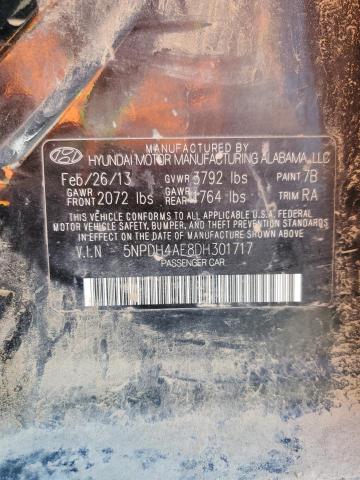 MANUFACTURED BY
HYUNDAI MOTOR MANUFACTURING ALABAMA, LLC
Feb/26/13 GVWR 3792 lbs PAINT 7B
GAWR FRONT 2072 lbs GAWR REAR 1764 lbs TRIM RA
THIS VEHICLE CONFORMS TO ALL APPLICABLE U.S.A. FEDERAL
MOTOR VEHICLE SAFETY, BUMPER, AND THEFT PREVENTION STANDARDS
IN EFFECT ON THE DATE OF MANUFACTURE SHOWN ABOVE.
V.I.N 5NPDH4AE8DH301717
PASSENGER CAR